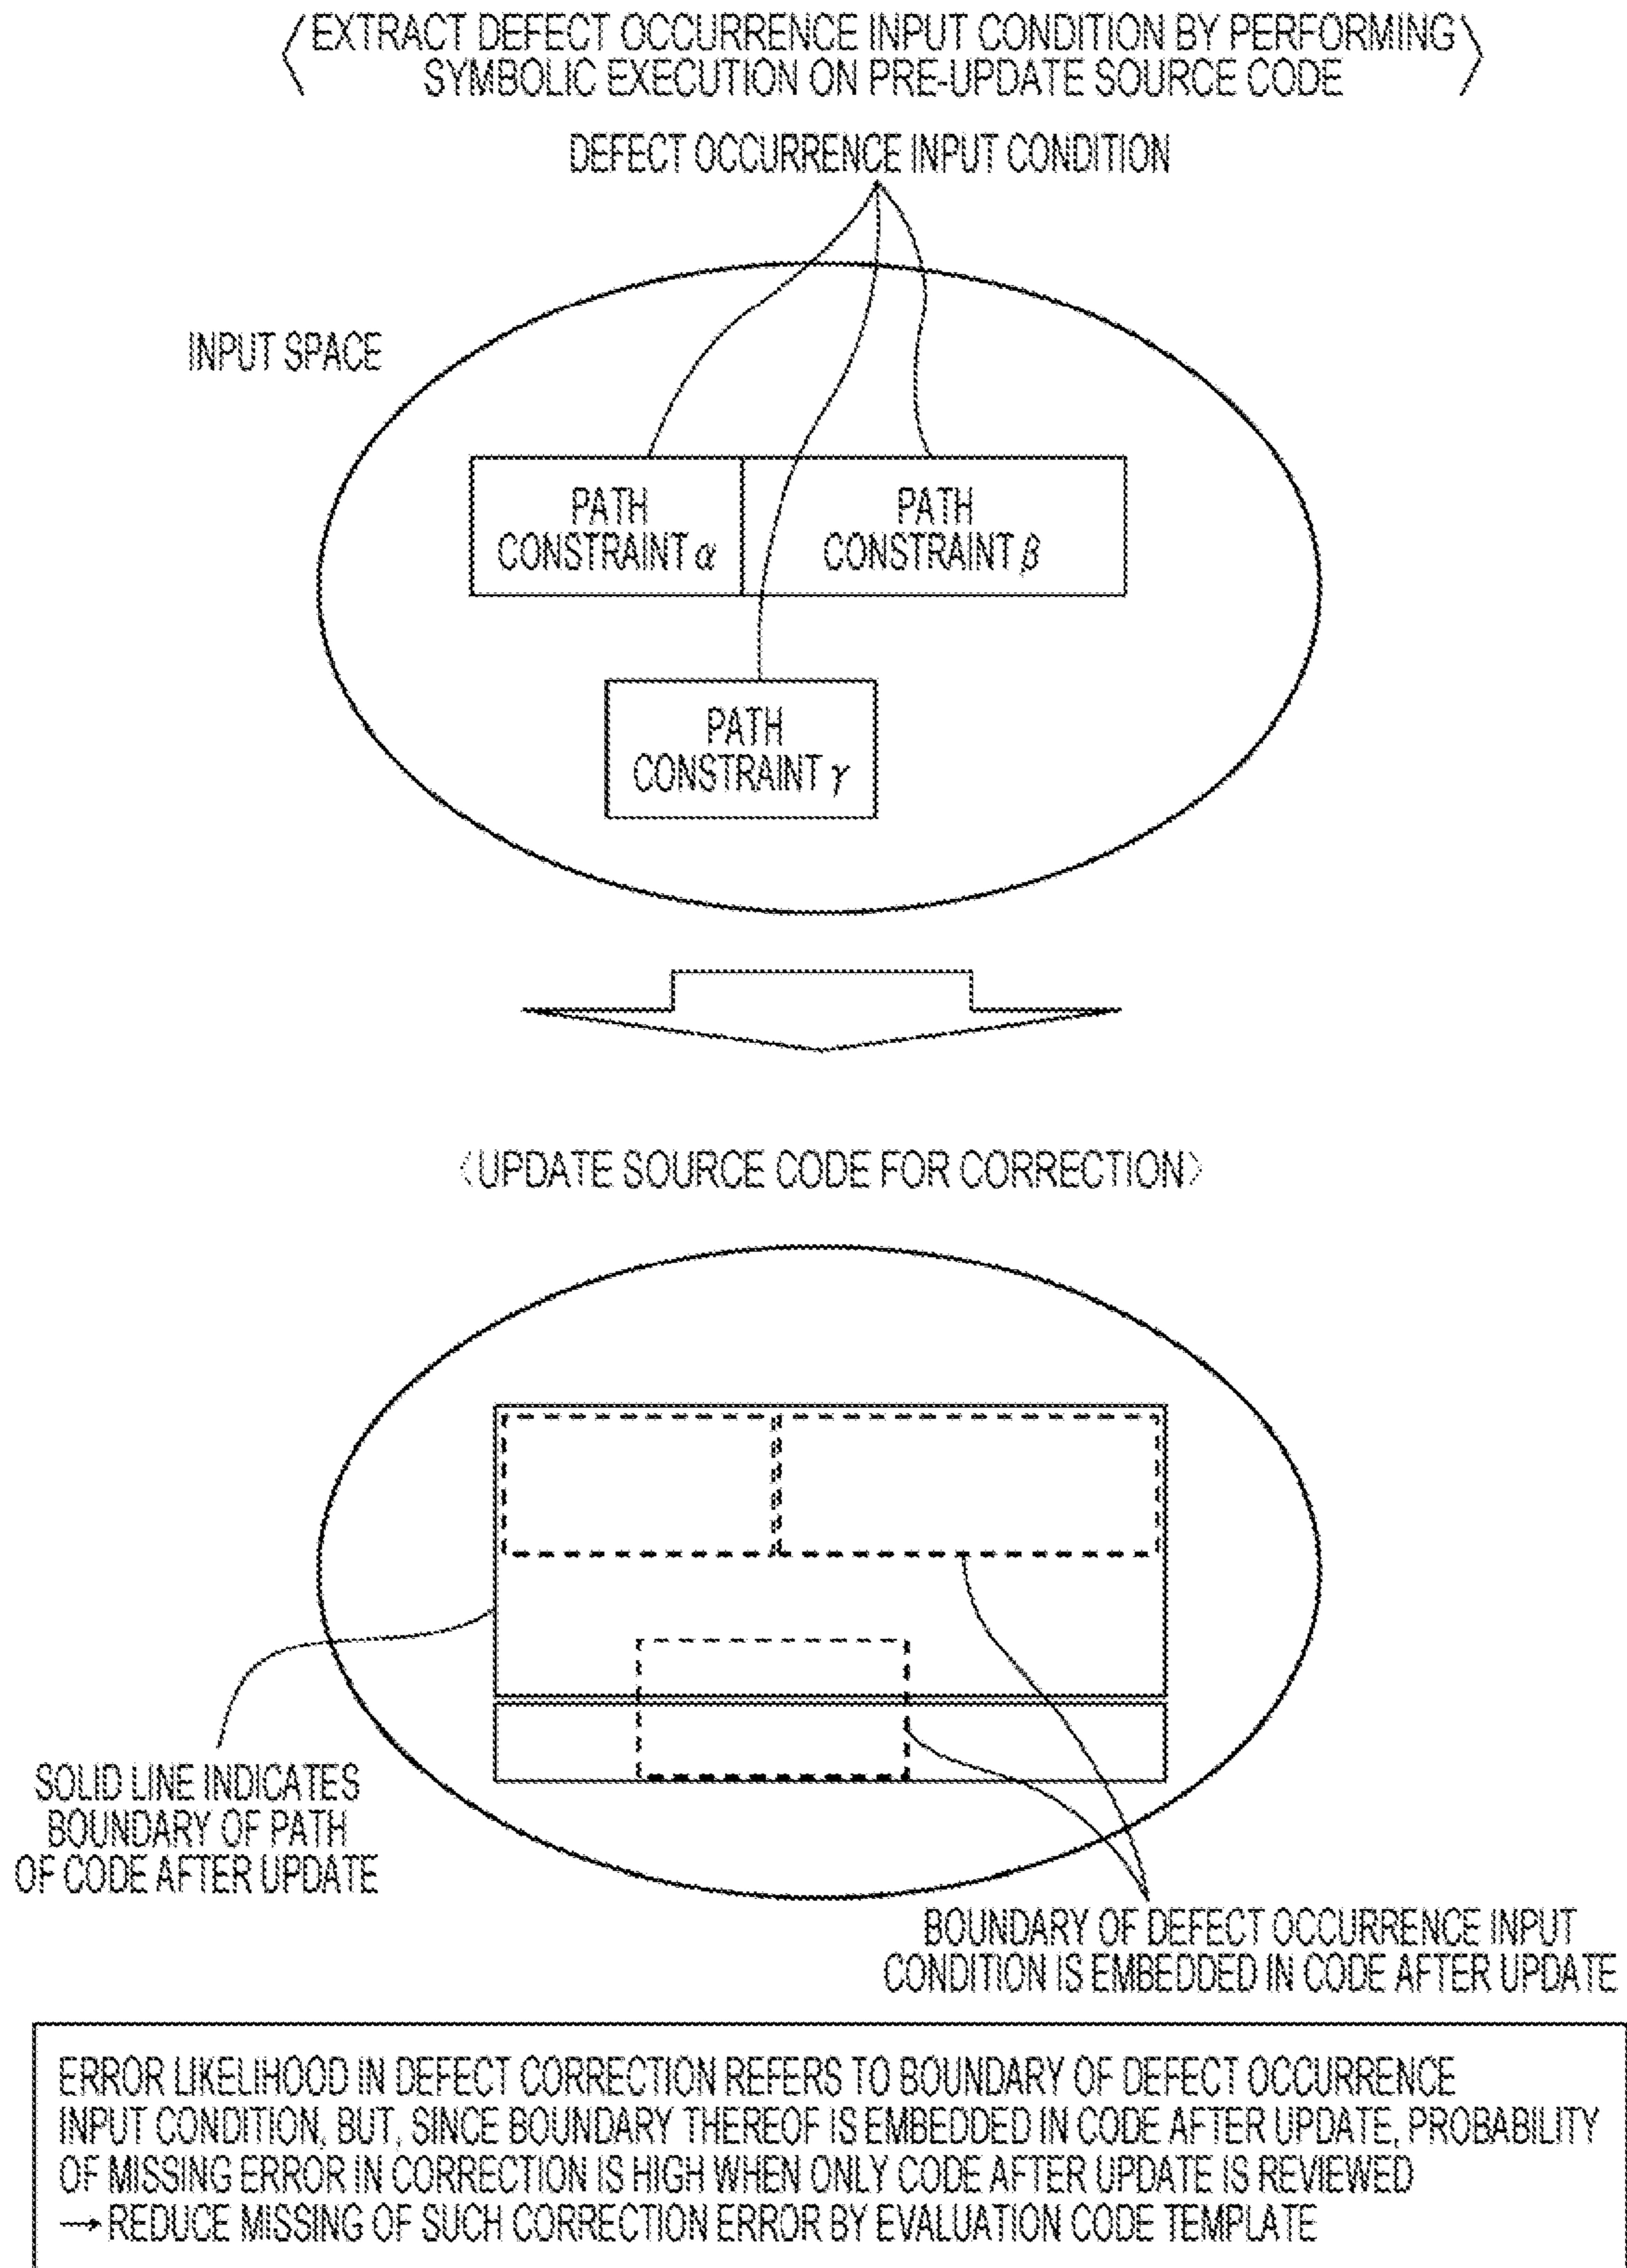 〈EXTRACT DEFECT OCCURRENCE INPUT CONDITION BY PERFORMING
SYMBOLIC EXECUTION ON PRE-UPDATE SOURCE CODE〉
DEFECT OCCURRENCE INPUT CONDITION
INPUT SPACE
PATH
CONSTRAINT α
PATH
CONSTRAINT β
PATH
CONSTRAINT γ
〈UPDATE SOURCE CODE FOR CORRECTION〉
SOLID LINE INDICATES
BOUNDARY OF PATH
OF CODE AFTER UPDATE
BOUNDARY OF DEFECT OCCURRENCE INPUT
CONDITION IS EMBEDDED IN CODE AFTER UPDATE
ERROR LIKELIHOOD IN DEFECT CORRECTION REFERS TO BOUNDARY OF DEFECT OCCURRENCE
INPUT CONDITION, BUT, SINCE BOUNDARY THEREOF IS EMBEDDED IN CODE AFTER UPDATE, PROBABILITY
OF MISSING ERROR IN CORRECTION IS HIGH WHEN ONLY CODE AFTER UPDATE IS REVIEWED
→ REDUCE MISSING OF SUCH CORRECTION ERROR BY EVALUATION CODE TEMPLATE